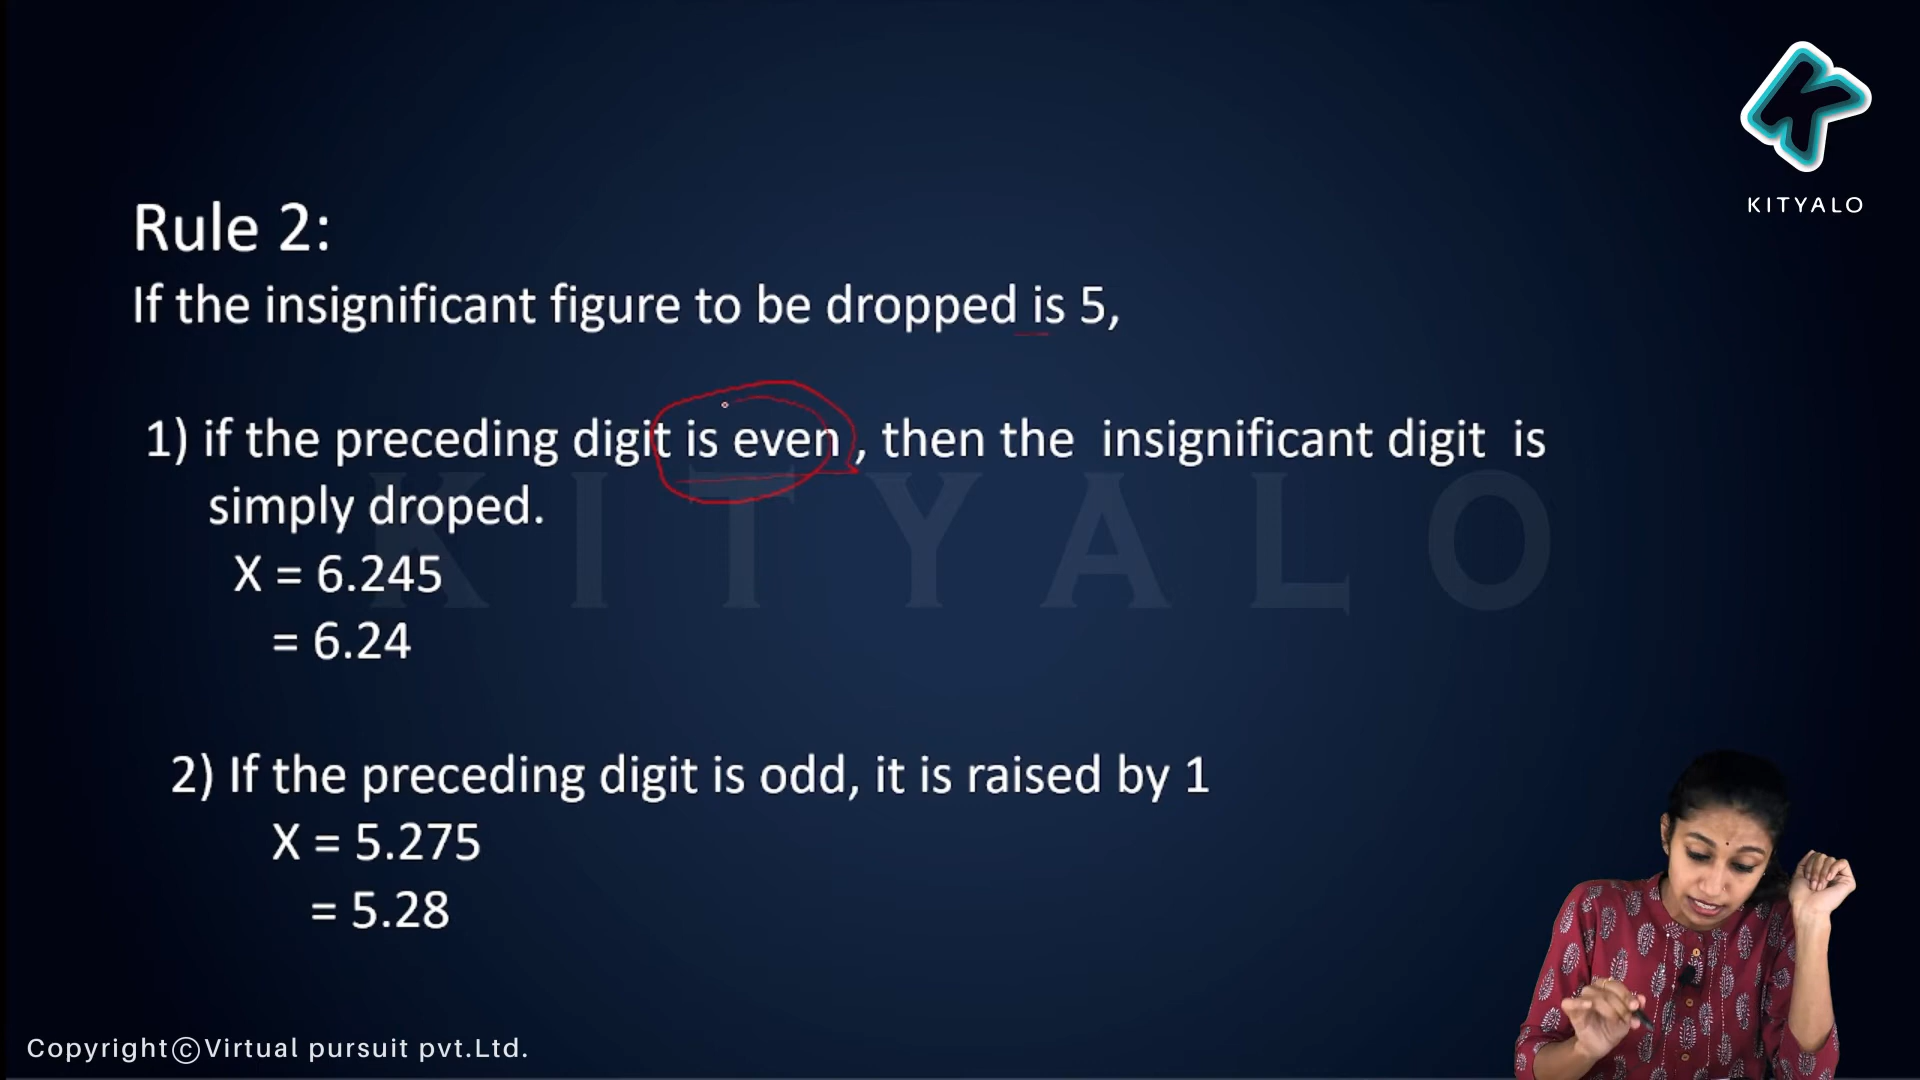 KITYALO
Rule 2:
If the insignificant figure to be dropped is 5,
1) if the preceding digit is even , then the insignificant digit is
simply droped.
X = 6.245
= 6.24
KITYALO
2) If the preceding digit is odd, it is raised by 1
X = 5.275
= 5.28
Copyright©Virtual pursuit pvt.Ltd.